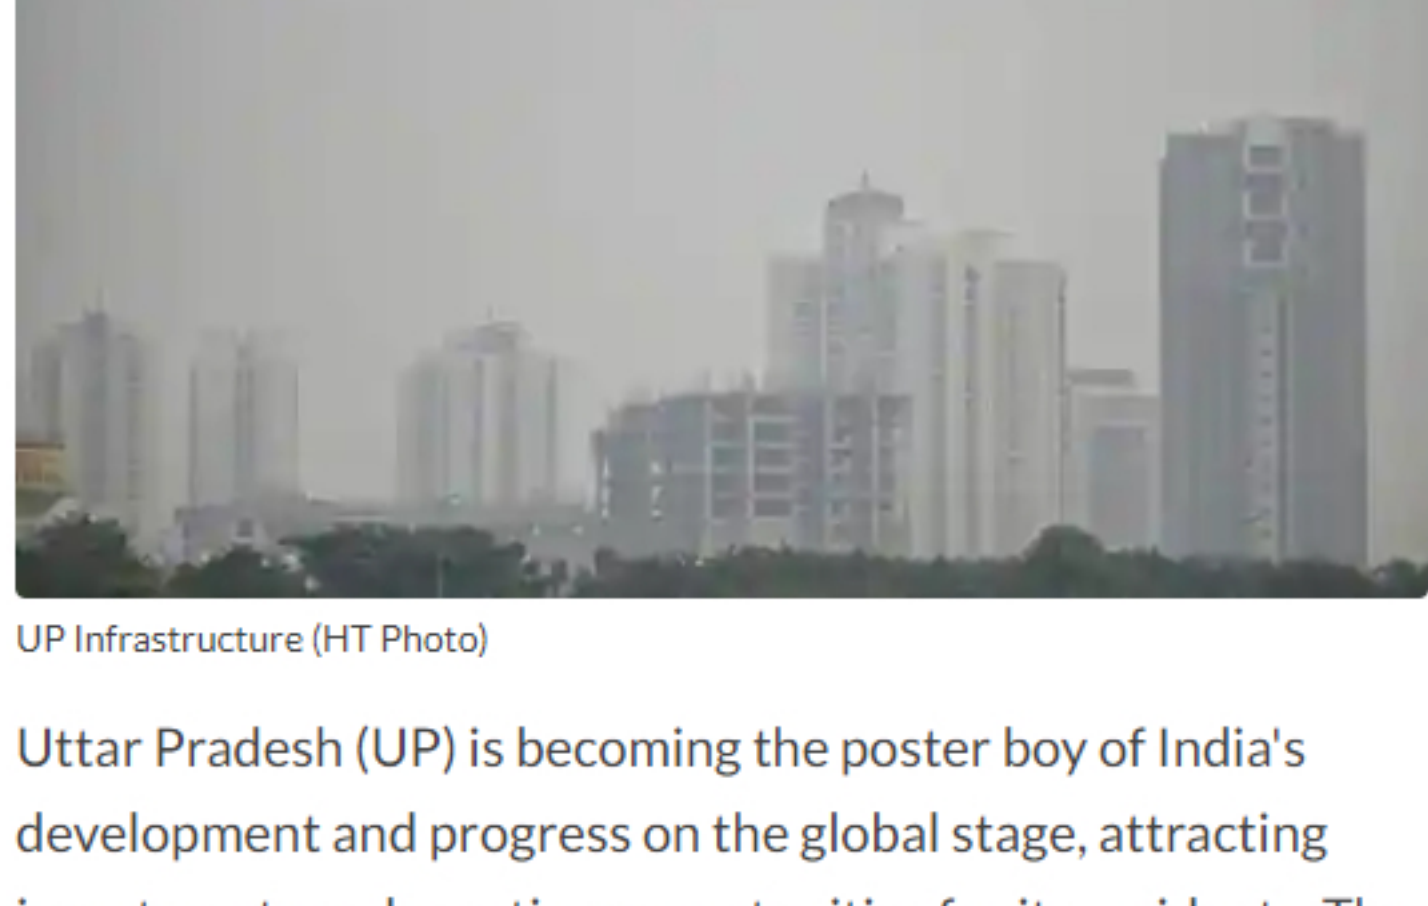 UP Infrastructure (HT Photo)
Uttar Pradesh (UP) is becoming the poster boy of India's
development and progress on the global stage, attracting